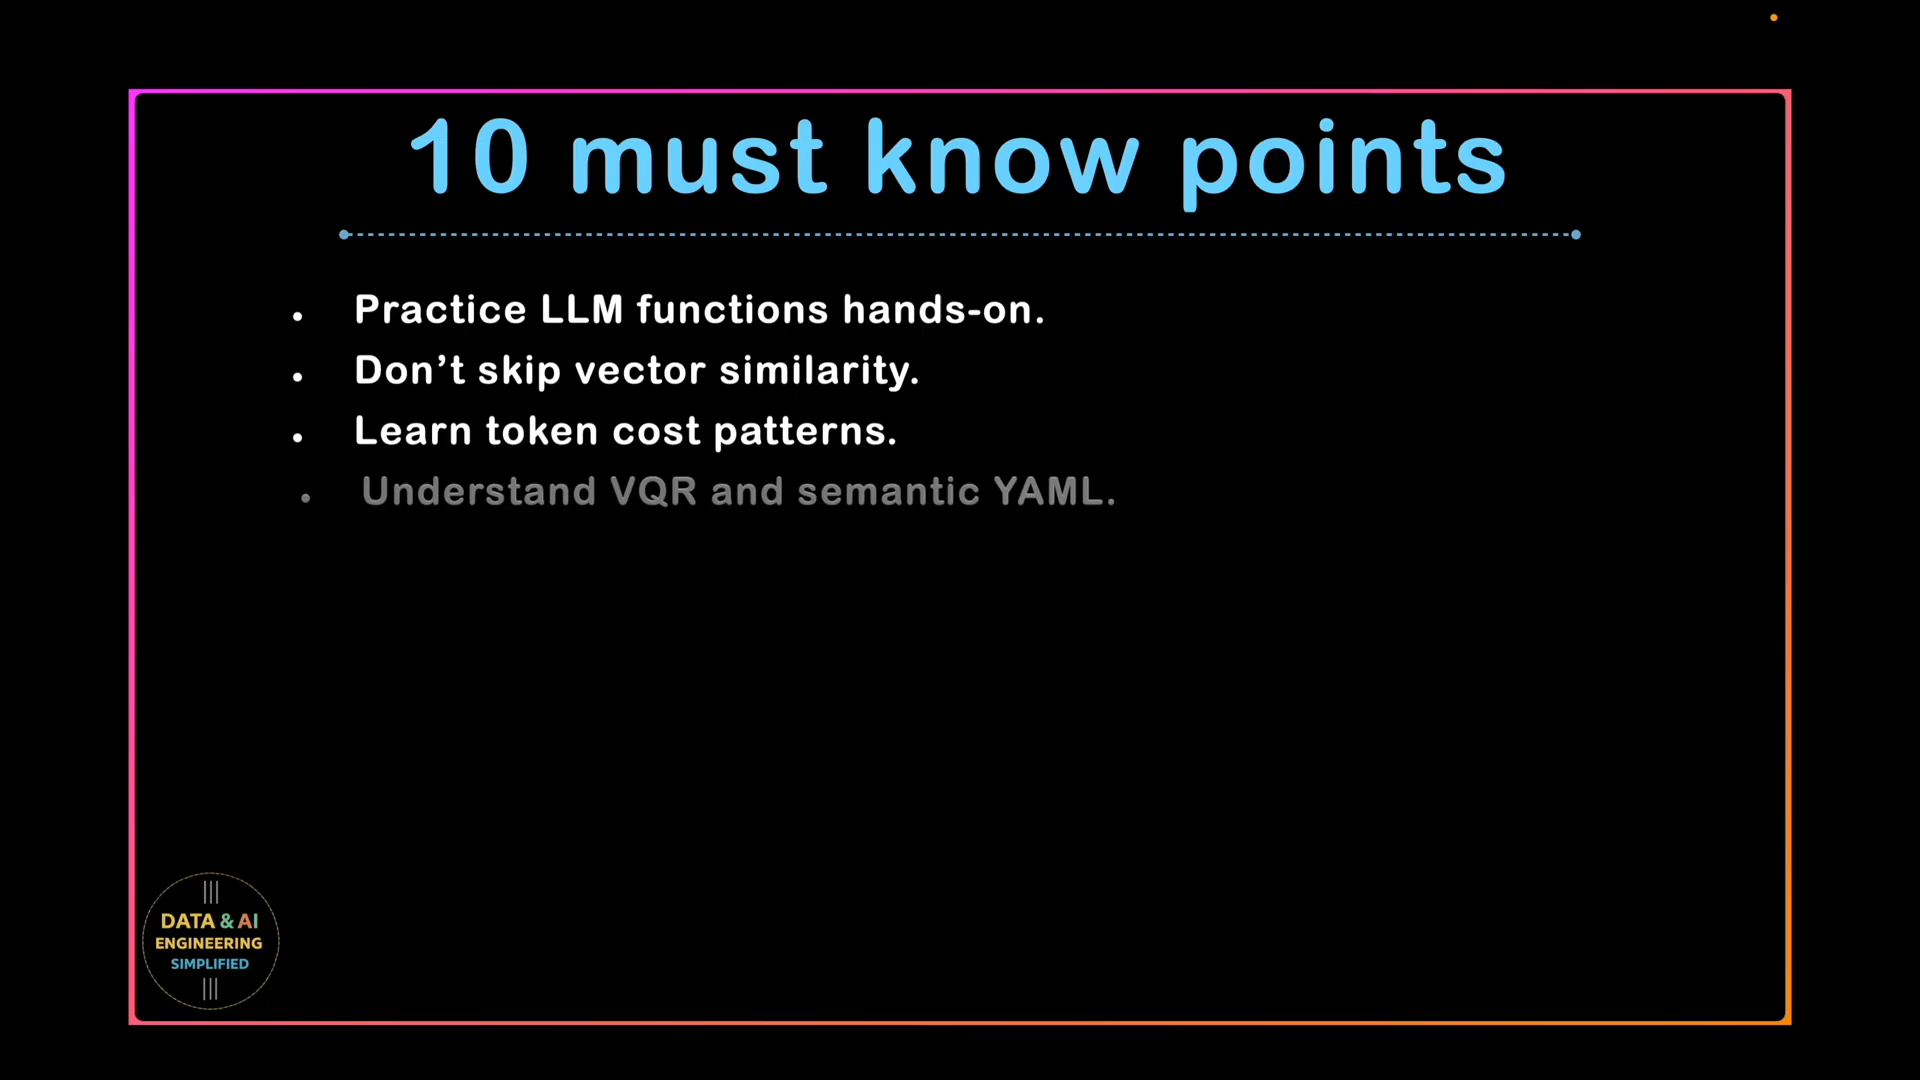 10 must know points
• Practice LLM functions hands-on.
• Don’t skip vector similarity.
• Learn token cost patterns.
• Understand VQR and semantic YAML.
DATA & AI
ENGINEERING
SIMPLIFIED